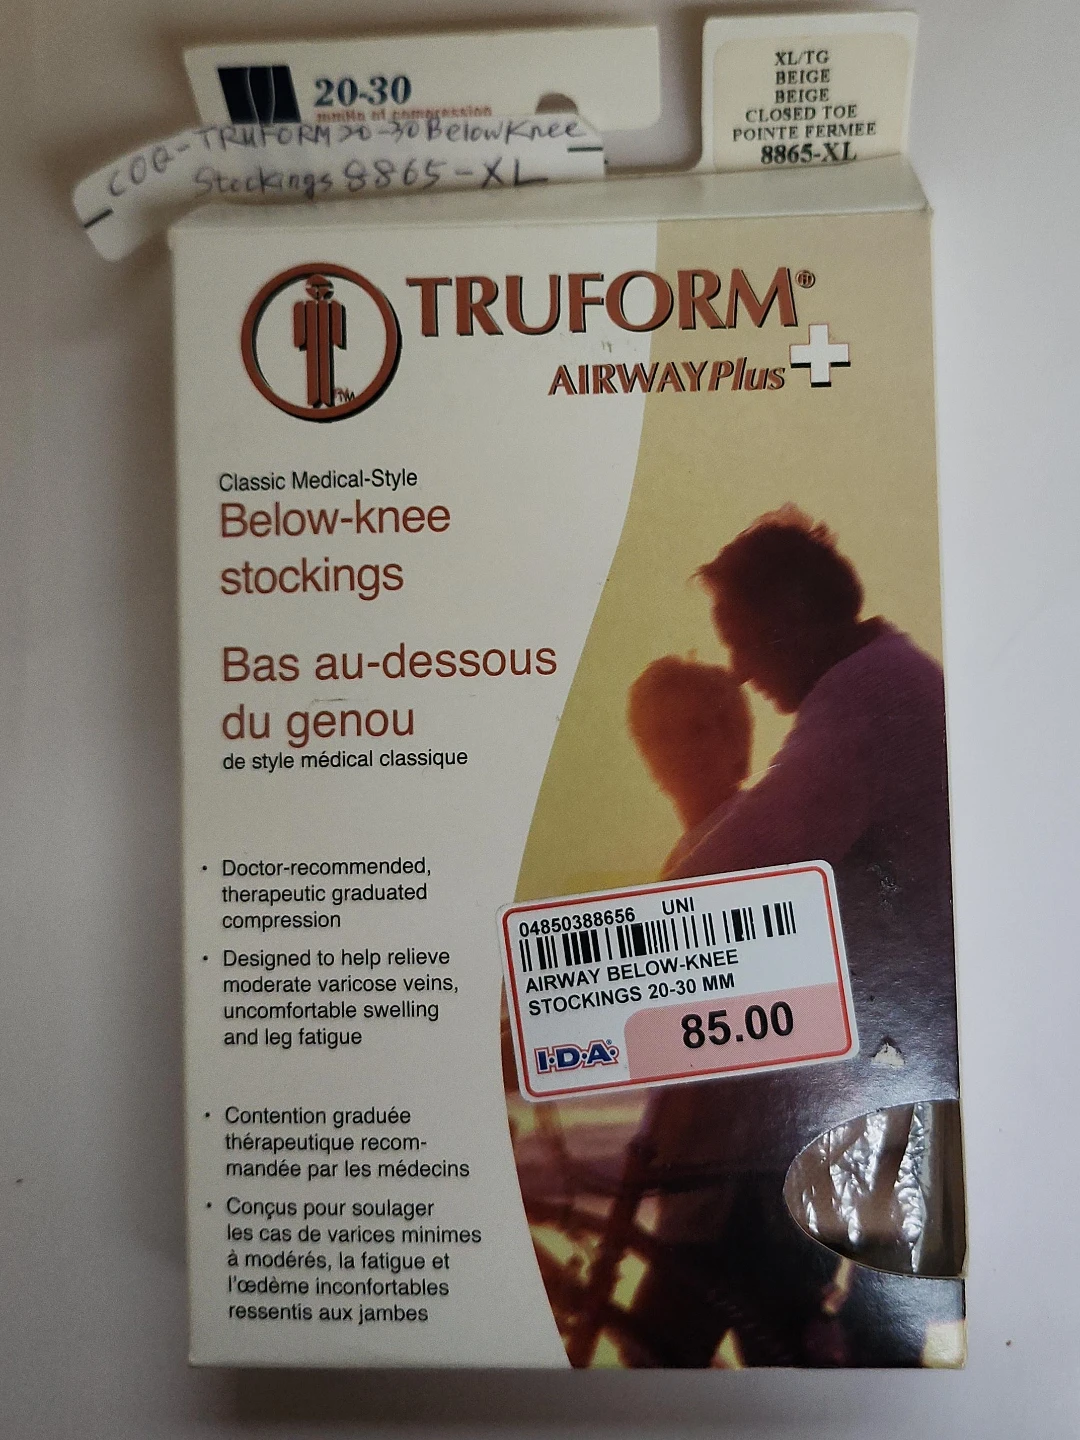 20-30
mmHg of compression
COQ-TRUFORM 20-30 Below Knee
Stockings 8865-XL
XL/TG
BEIGE
BEIGE
CLOSED TOE
POINTE FERMEE
8865-XL
TRUFORM®
AIRWAY Plus
TM
Classic Medical-Style
Below-knee
stockings
Bas au-dessous
du genou
de style médical classique
• Doctor-recommended,
therapeutic graduated
compression
• Designed to help relieve
moderate varicose veins,
uncomfortable swelling
and leg fatigue
• Contention graduée
thérapeutique recom-
mandée par les médecins
• Conçus pour soulager
les cas de varices minimes
à modérés, la fatigue et
l'œdème inconfortables
ressentis aux jambes
04850388656 UNI
AIRWAY BELOW-KNEE
STOCKINGS 20-30 MM
I·D·A® 85.00